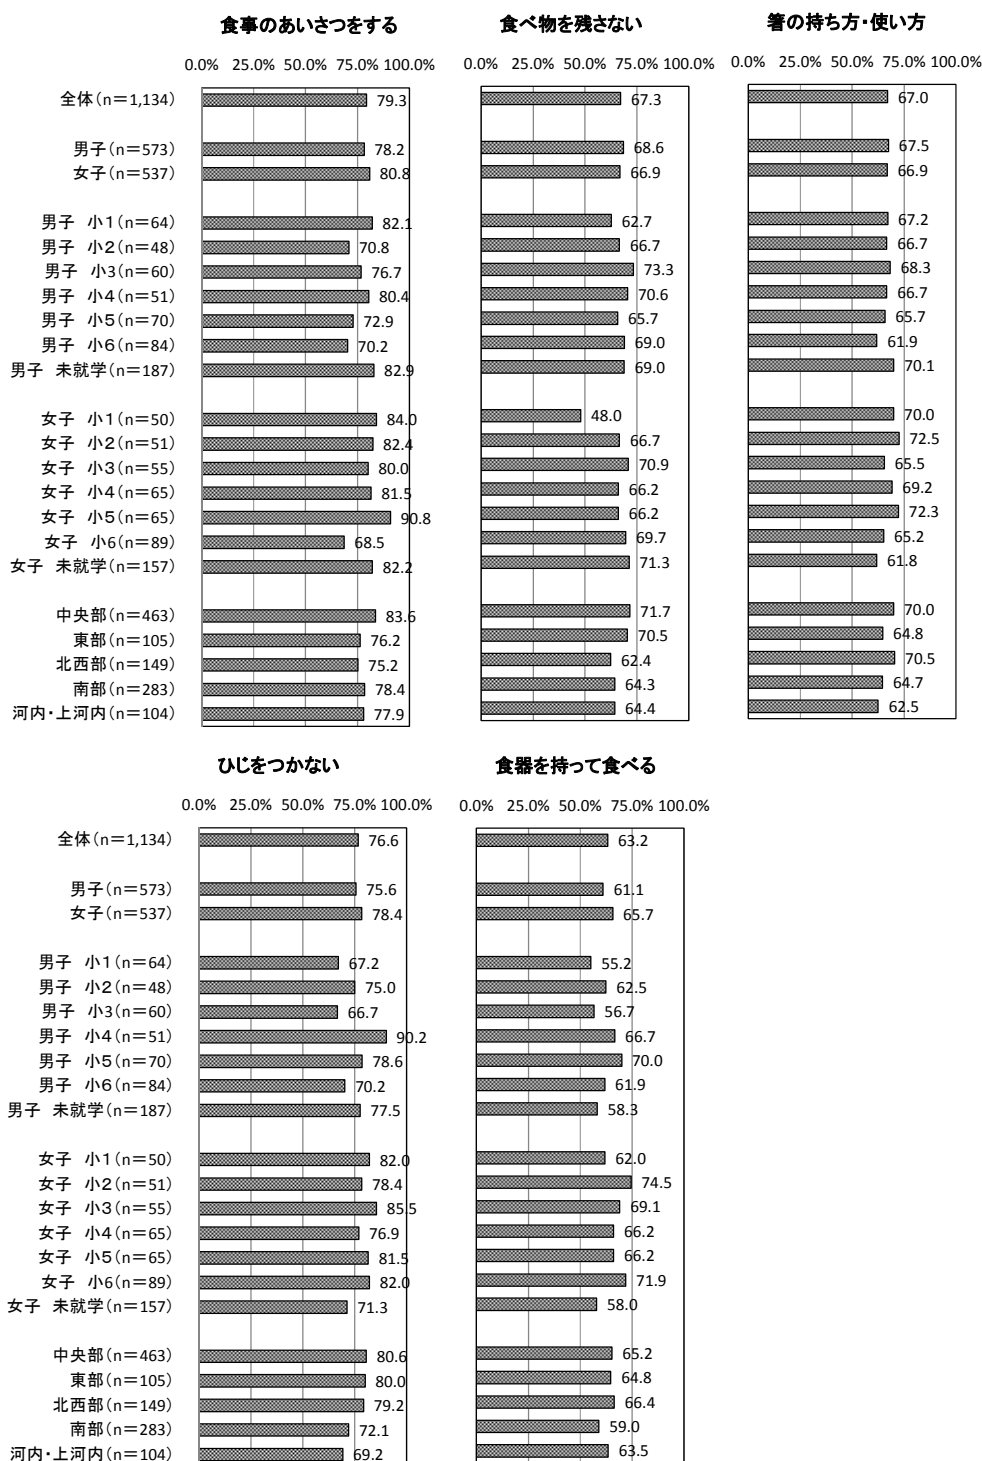 食事のあいさつをする 食べ物を残さない 箸の持ち方・使い方
0.0% 25.0% 50.0% 75.0% 100.0% 0.0% 25.0% 50.0% 75.0% 100.0% 0.0% 25.0% 50.0% 75.0% 100.0%
全体(n=1,134) 79.3 67.3 67.0
男子(n=573) 78.2 68.6 67.5
女子(n=537) 80.8 66.9 66.9
男子 小1(n=64) 82.1 62.7 67.2
男子 小2(n=48) 70.8 66.7 66.7
男子 小3(n=60) 76.7 73.3 68.3
男子 小4(n=51) 80.4 70.6 66.7
男子 小5(n=70) 72.9 65.7 65.7
男子 小6(n=84) 70.2 69.0 61.9
男子 未就学(n=187) 82.9 69.0 70.1
女子 小1(n=50) 84.0 48.0 70.0
女子 小2(n=51) 82.4 66.7 72.5
女子 小3(n=55) 80.0 70.9 65.5
女子 小4(n=65) 81.5 66.2 69.2
女子 小5(n=65) 90.8 66.2 72.3
女子 小6(n=89) 68.5 69.7 65.2
女子 未就学(n=157) 82.2 71.3 61.8
中央部(n=463) 83.6 71.7 70.0
東部(n=105) 76.2 70.5 64.8
北西部(n=149) 75.2 62.4 70.5
南部(n=283) 78.4 64.3 64.7
河内・上河内(n=104) 77.9 64.4 62.5
ひじをつかない 食器を持って食べる
0.0% 25.0% 50.0% 75.0% 100.0% 0.0% 25.0% 50.0% 75.0% 100.0%
全体(n=1,134) 76.6 63.2
男子(n=573) 75.6 61.1
女子(n=537) 78.4 65.7
男子 小1(n=64) 67.2 55.2
男子 小2(n=48) 75.0 62.5
男子 小3(n=60) 66.7 56.7
男子 小4(n=51) 90.2 66.7
男子 小5(n=70) 78.6 70.0
男子 小6(n=84) 70.2 61.9
男子 未就学(n=187) 77.5 58.3
女子 小1(n=50) 82.0 62.0
女子 小2(n=51) 78.4 74.5
女子 小3(n=55) 85.5 69.1
女子 小4(n=65) 76.9 66.2
女子 小5(n=65) 81.5 66.2
女子 小6(n=89) 82.0 71.9
女子 未就学(n=157) 71.3 58.0
中央部(n=463) 80.6 65.2
東部(n=105) 80.0 64.8
北西部(n=149) 79.2 66.4
南部(n=283) 72.1 59.0
河内・上河内(n=104) 69.2 63.5